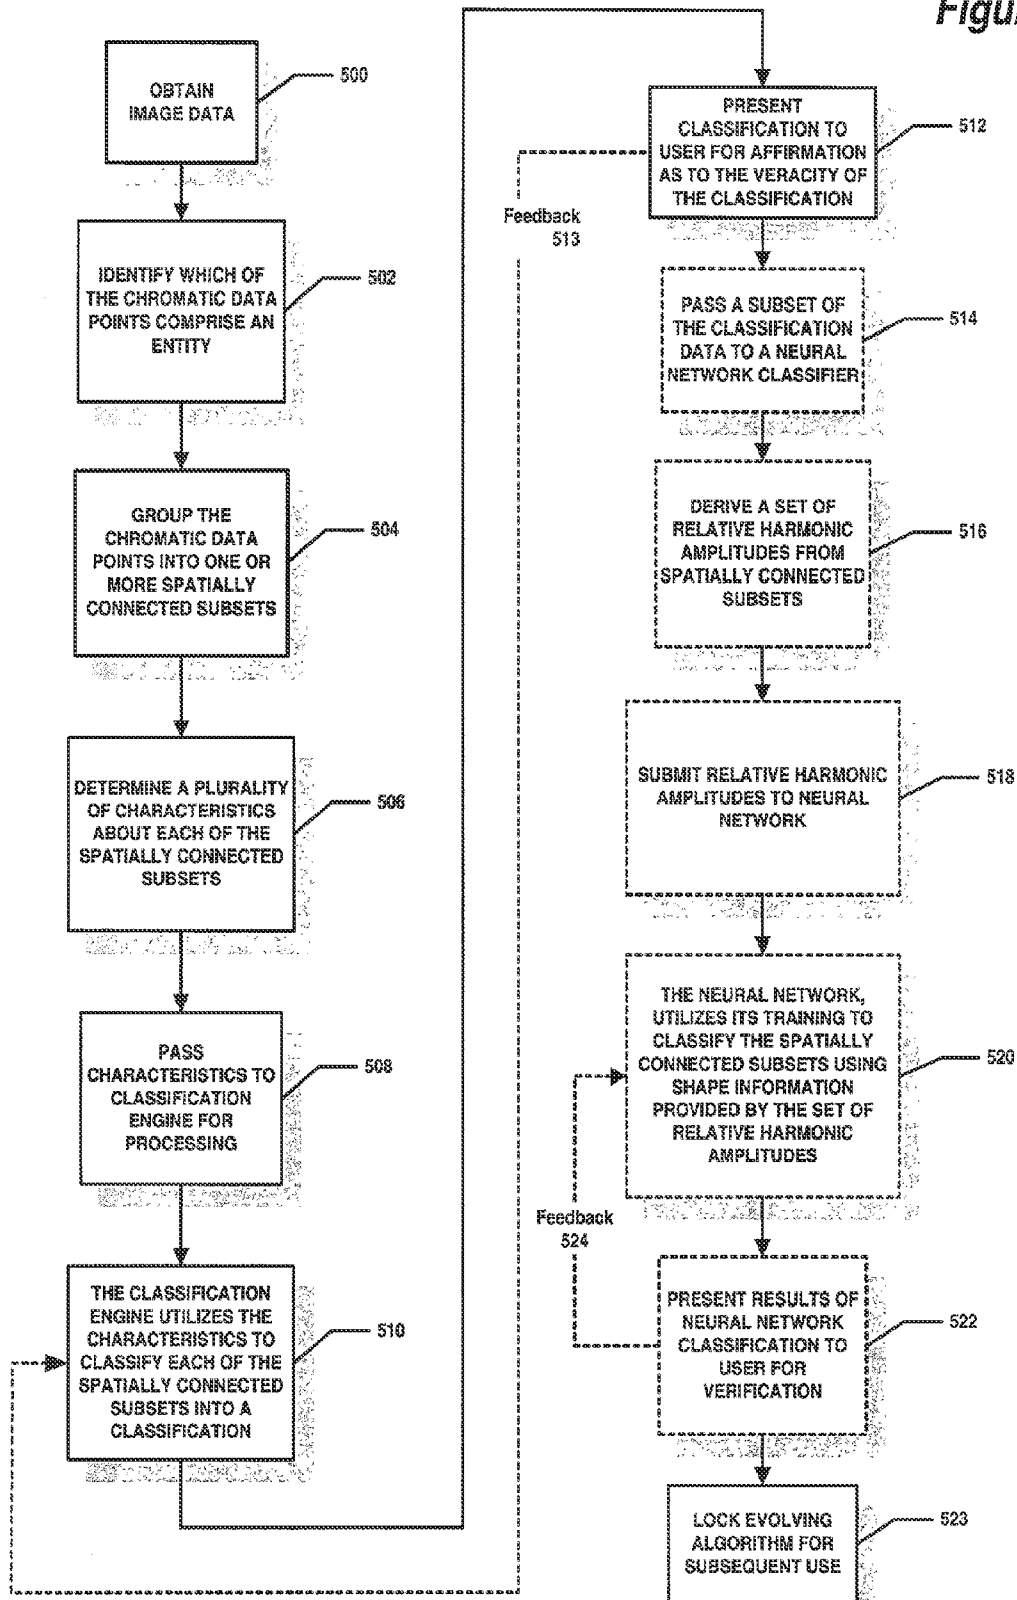 OBTAIN
IMAGE DATA
500
IDENTIFY WHICH OF
THE CHROMATIC DATA
POINTS COMPRISE AN
ENTITY
502
GROUP THE
CHROMATIC DATA
POINTS INTO ONE OR
MORE SPATIALLY
CONNECTED SUBSETS
504
DETERMINE A PLURALITY
OF CHARACTERISTICS
ABOUT EACH OF THE
SPATIALLY CONNECTED
SUBSETS
506
PASS
CHARACTERISTICS TO
CLASSIFICATION
ENGINE FOR
PROCESSING
508
THE CLASSIFICATION
ENGINE UTILIZES THE
CHARACTERISTICS TO
CLASSIFY EACH OF THE
SPATIALLY CONNECTED
SUBSETS INTO A
CLASSIFICATION
510
PRESENT
CLASSIFICATION TO
USER FOR AFFIRMATION
AS TO THE VERACITY OF
THE CLASSIFICATION
512
Feedback
513
PASS A SUBSET OF
THE CLASSIFICATION
DATA TO A NEURAL
NETWORK CLASSIFIER
514
DERIVE A SET OF
RELATIVE HARMONIC
AMPLITUDES FROM
SPATIALLY CONNECTED
SUBSETS
516
SUBMIT RELATIVE HARMONIC
AMPLITUDES TO NEURAL
NETWORK
518
THE NEURAL NETWORK,
UTILIZES ITS TRAINING TO
CLASSIFY THE SPATIALLY
CONNECTED SUBSETS USING
SHAPE INFORMATION
PROVIDED BY THE SET OF
RELATIVE HARMONIC
AMPLITUDES
520
Feedback
524
PRESENT RESULTS OF
NEURAL NETWORK
CLASSIFICATION TO
USER FOR
VERIFICATION
522
LOCK EVOLVING
ALGORITHM FOR
SUBSEQUENT USE
523